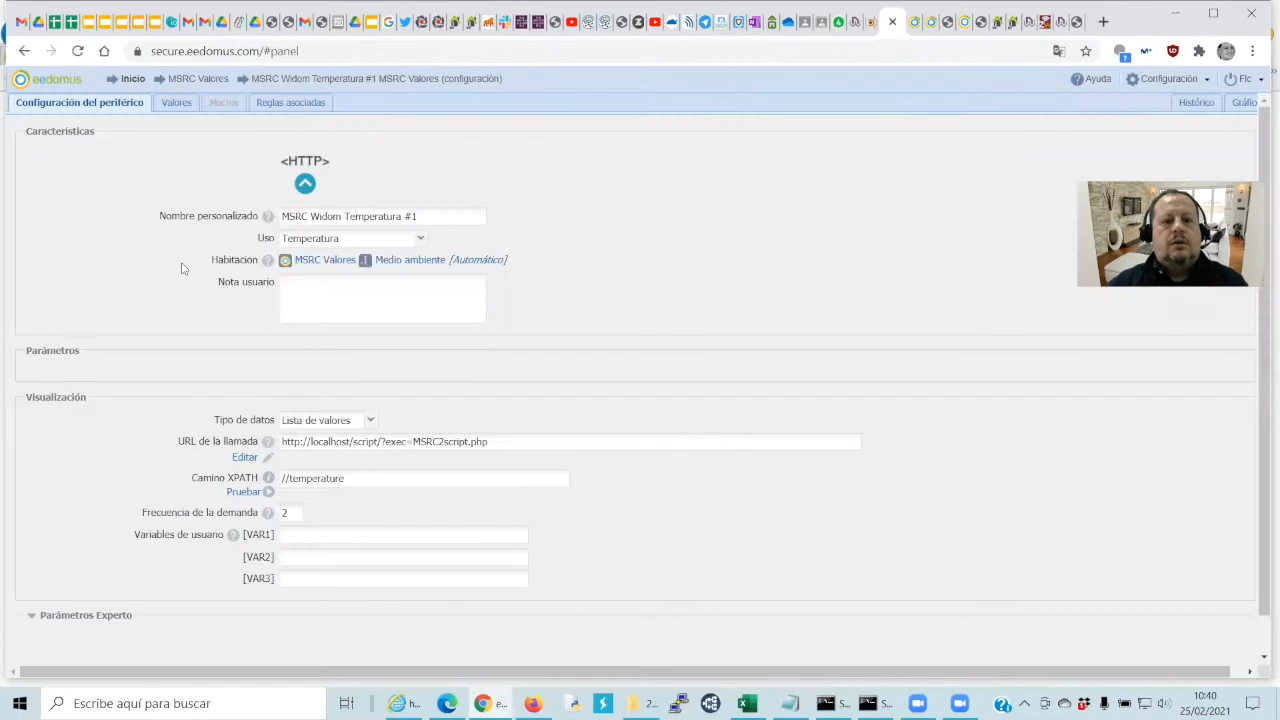 secure.eedomus.com/#panel
eedomus Inicio MSRC Valores MSRC Widom Temperatura #1 MSRC Valores (configuración) Ayuda Configuración Flc
Configuración del periférico Valores Macros Reglas asociadas Histórico Gráfic
Características
<HTTP>
Nombre personalizado MSRC Widom Temperatura #1
Uso Temperatura
Habitacion MSRC Valores Medio ambiente [Automático]
Nota usuario
Parámetros
Visualización
Tipo de datos Lista de valores
URL de la llamada http://localhost/script/?exec=MSRC2script.php
Editar
Camino XPATH //temperature
Pruebar
Frecuencia de la demanda 2
Variables de usuario [VAR1]
[VAR2]
[VAR3]
Parámetros Experto
Escribe aquí para buscar
10:40
25/02/2021